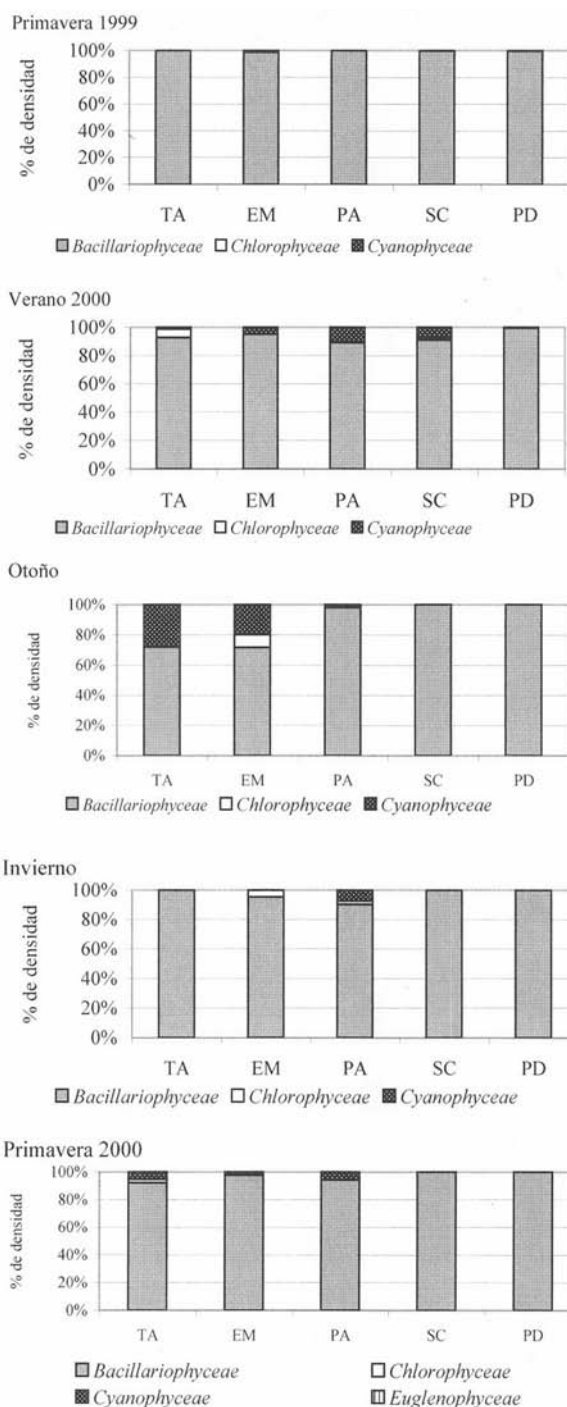 Primavera 1999
% de densidad
100%
80%
60%
40%
20%
0%
TA EM PA SC PD
Bacillariophyceae Chlorophyceae Cyanophyceae
Verano 2000
% de densidad
100%
80%
60%
40%
20%
0%
TA EM PA SC PD
Bacillariophyceae Chlorophyceae Cyanophyceae
Otoño
% de densidad
100%
80%
60%
40%
20%
0%
TA EM PA SC PD
Bacillariophyceae Chlorophyceae Cyanophyceae
Invierno
% de densidad
100%
80%
60%
40%
20%
0%
TA EM PA SC PD
Bacillariophyceae Chlorophyceae Cyanophyceae
Primavera 2000
% de densidad
100%
80%
60%
40%
20%
0%
TA EM PA SC PD
Bacillariophyceae Chlorophyceae
Cyanophyceae Euglenophyceae